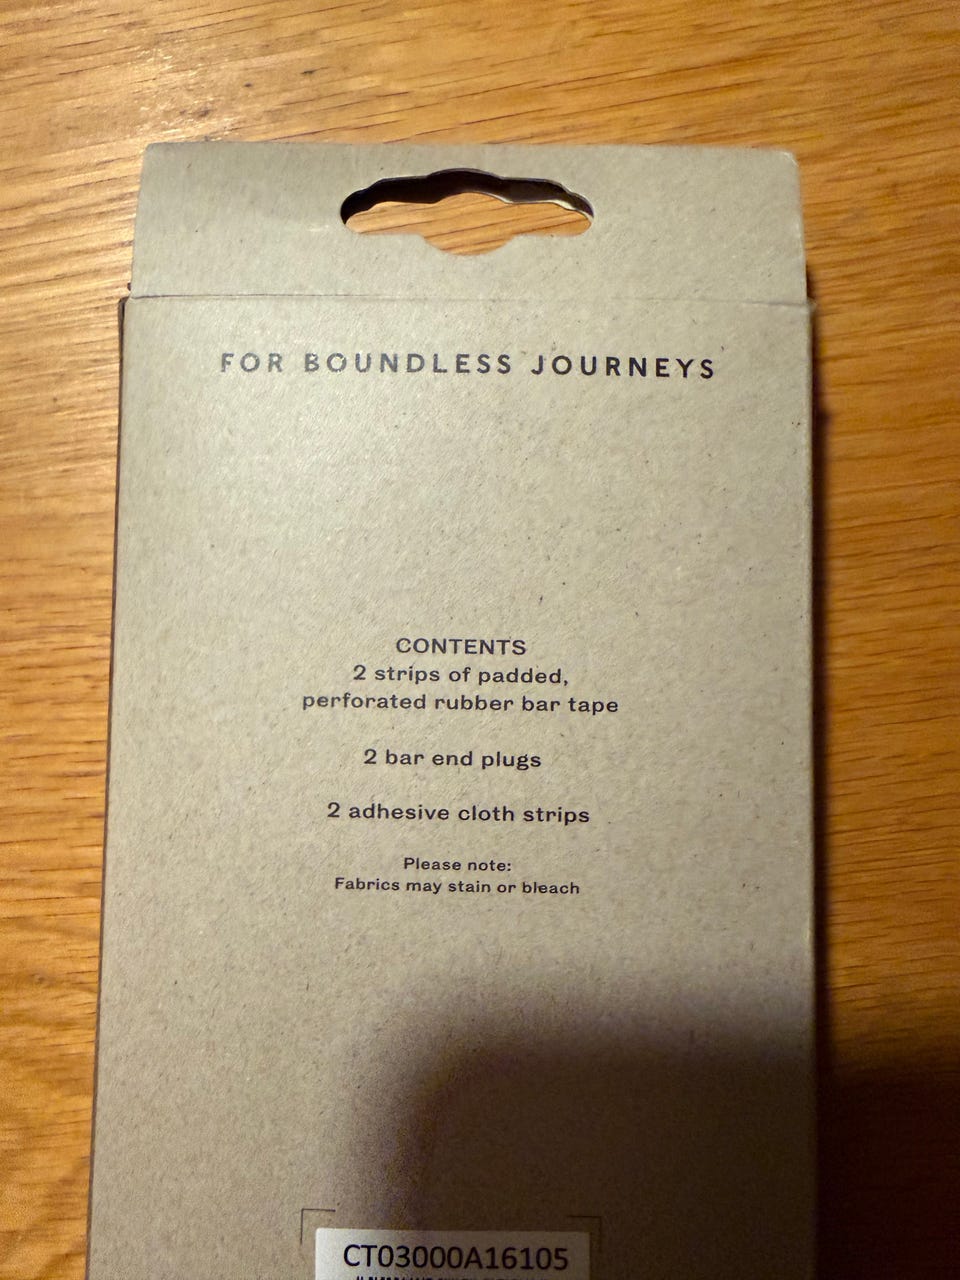 FOR BOUNDLESS JOURNEYS
CONTENTS
2 strips of padded,
perforated rubber bar tape
2 bar end plugs
2 adhesive cloth strips
Please note:
Fabrics may stain or bleach
CT03000A16105